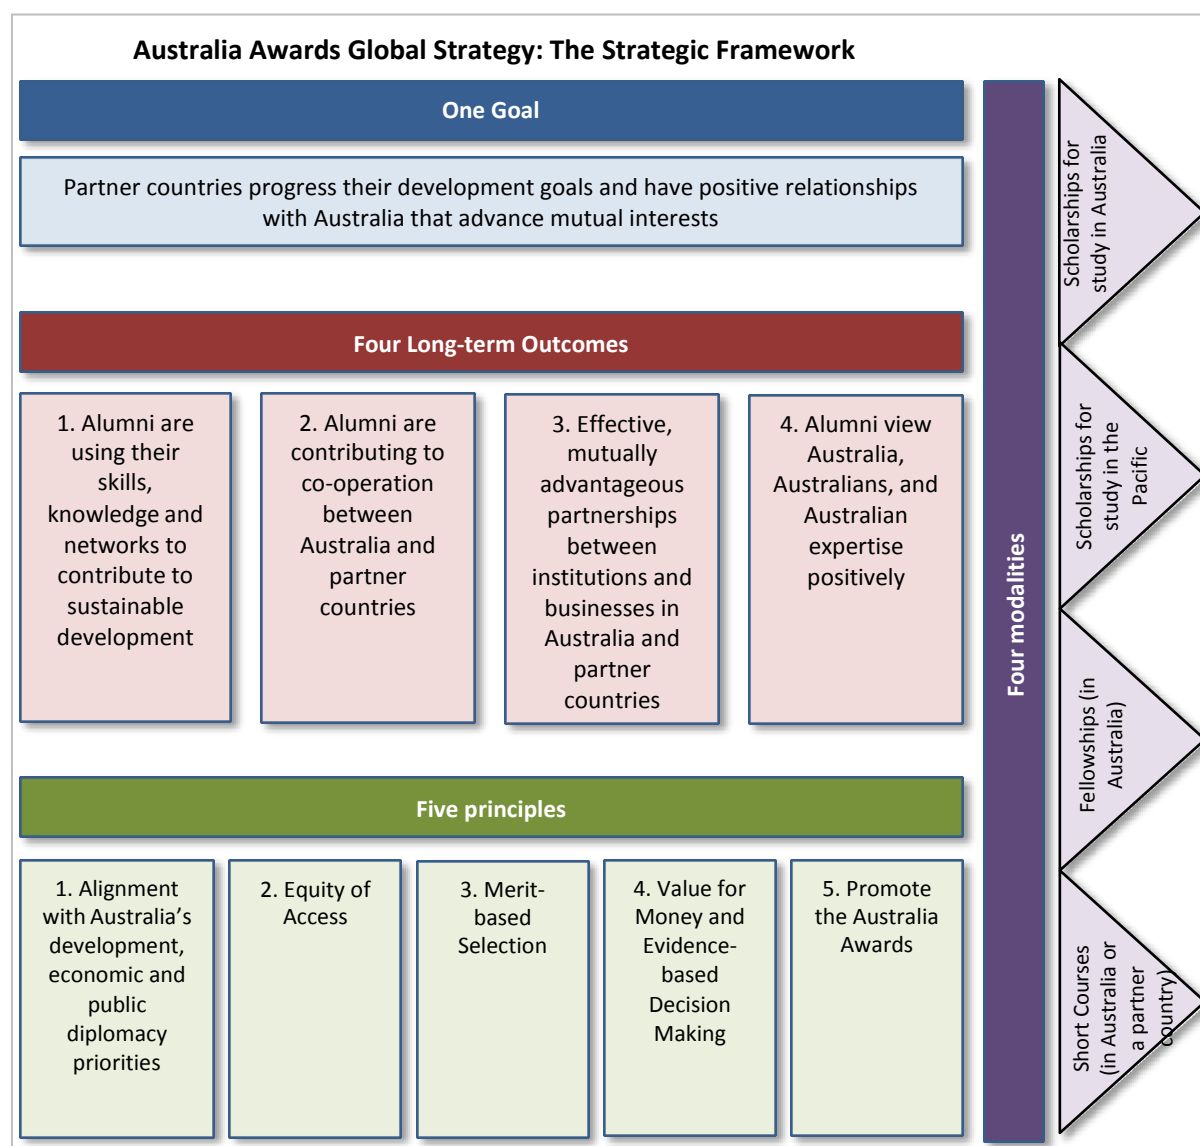 Australia Awards Global Strategy: The Strategic Framework
One Goal
Partner countries progress their development goals and have positive relationships
with Australia that advance mutual interests
Four Long-term Outcomes
1. Alumni are
using their
skills,
knowledge and
networks to
contribute to
sustainable
development
2. Alumni are
contributing to
co-operation
between
Australia and
partner
countries
3. Effective,
mutually
advantageous
partnerships
between
institutions and
businesses in
Australia and
partner
countries
4. Alumni view
Australia,
Australians, and
Australian
expertise
positively
Five principles
1. Alignment
with Australia’s
development,
economic and
public
diplomacy
priorities
2. Equity of
Access
3. Merit-
based
Selection
4. Value for
Money and
Evidence-
based
Decision
Making
5. Promote
the Australia
Awards
Four modalities
Scholarships for
study in Australia
Scholarships for
study in the
Pacific
Fellowships (in
Australia)
Short Courses
(in Australia or
a partner
country)